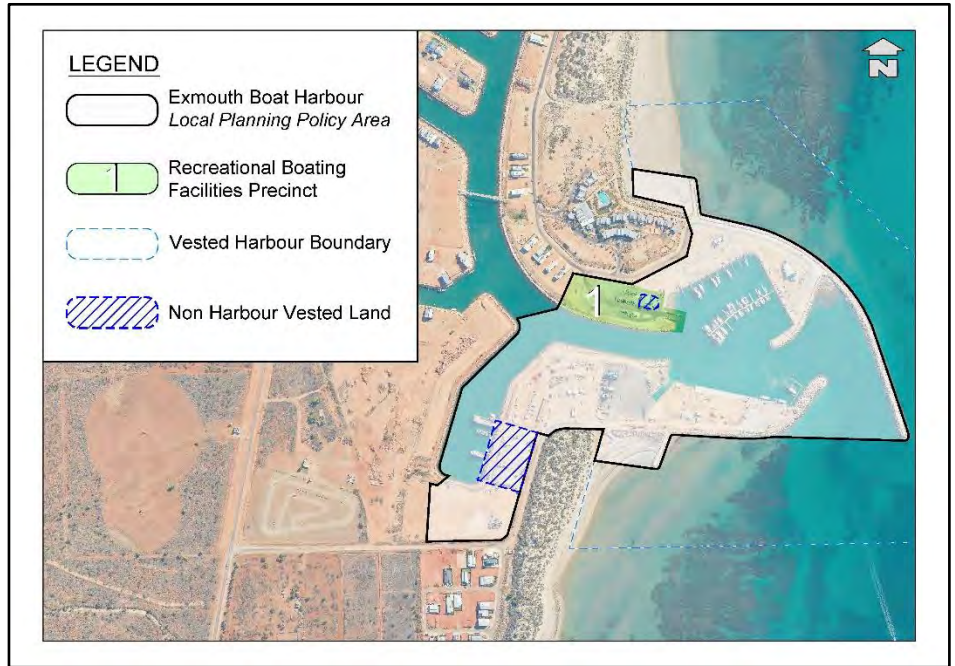 LEGEND
Exmouth Boat Harbour
Local Planning Policy Area
1
Recreational Boating
Facilities Precinct
Vested Harbour Boundary
Non Harbour Vested Land
N
1